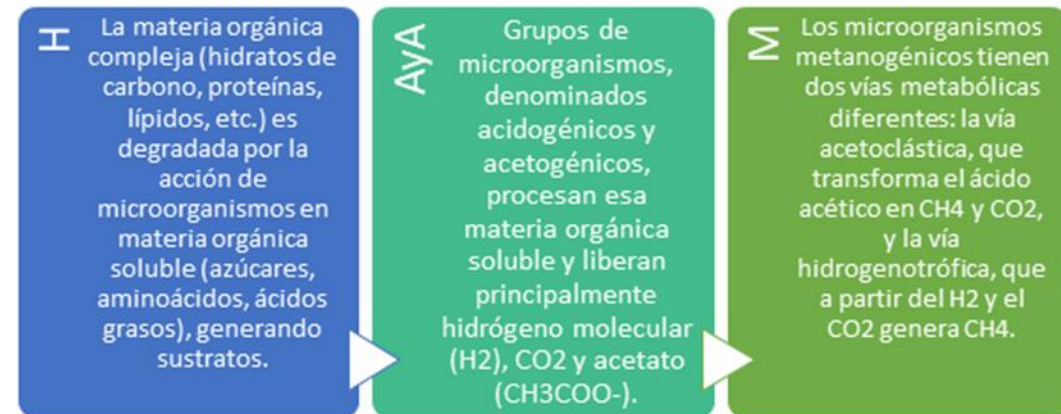 H
La materia orgánica
compleja (hidratos de
carbono, proteínas,
lípidos, etc.) es
degradada por la
acción de
microorganismos en
materia orgánica
soluble (azúcares,
aminoácidos, ácidos
grasos), generando
sustratos.
AyA
Grupos de
microorganismos,
denominados
acidogénicos y
acetogénicos,
procesan esa
materia orgánica
soluble y liberan
principalmente
hidrógeno molecular
(H2), CO2 y acetato
(CH3COO-).
M
Los microorganismos
metanogénicos tienen
dos vías metabólicas
diferentes: la vía
acetoclástica, que
transforma el ácido
acético en CH4 y CO2,
y la vía
hidrogenotrófica, que
a partir del H2 y el
CO2 genera CH4.